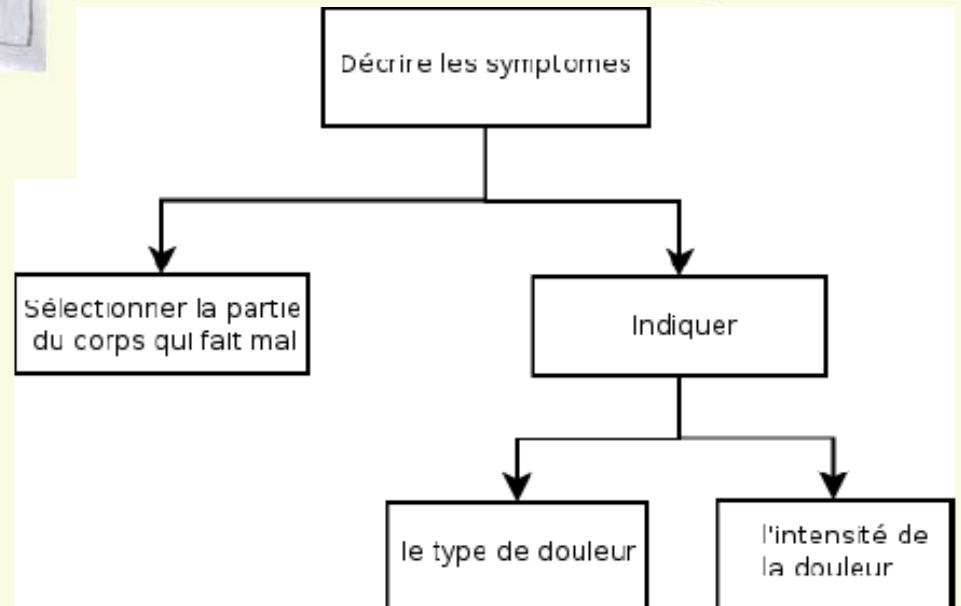 Décrire les symptomes
Sélectionner la partie
du corps qui fait mal
Indiquer
le type de douleur
l'intensité de
la douleur